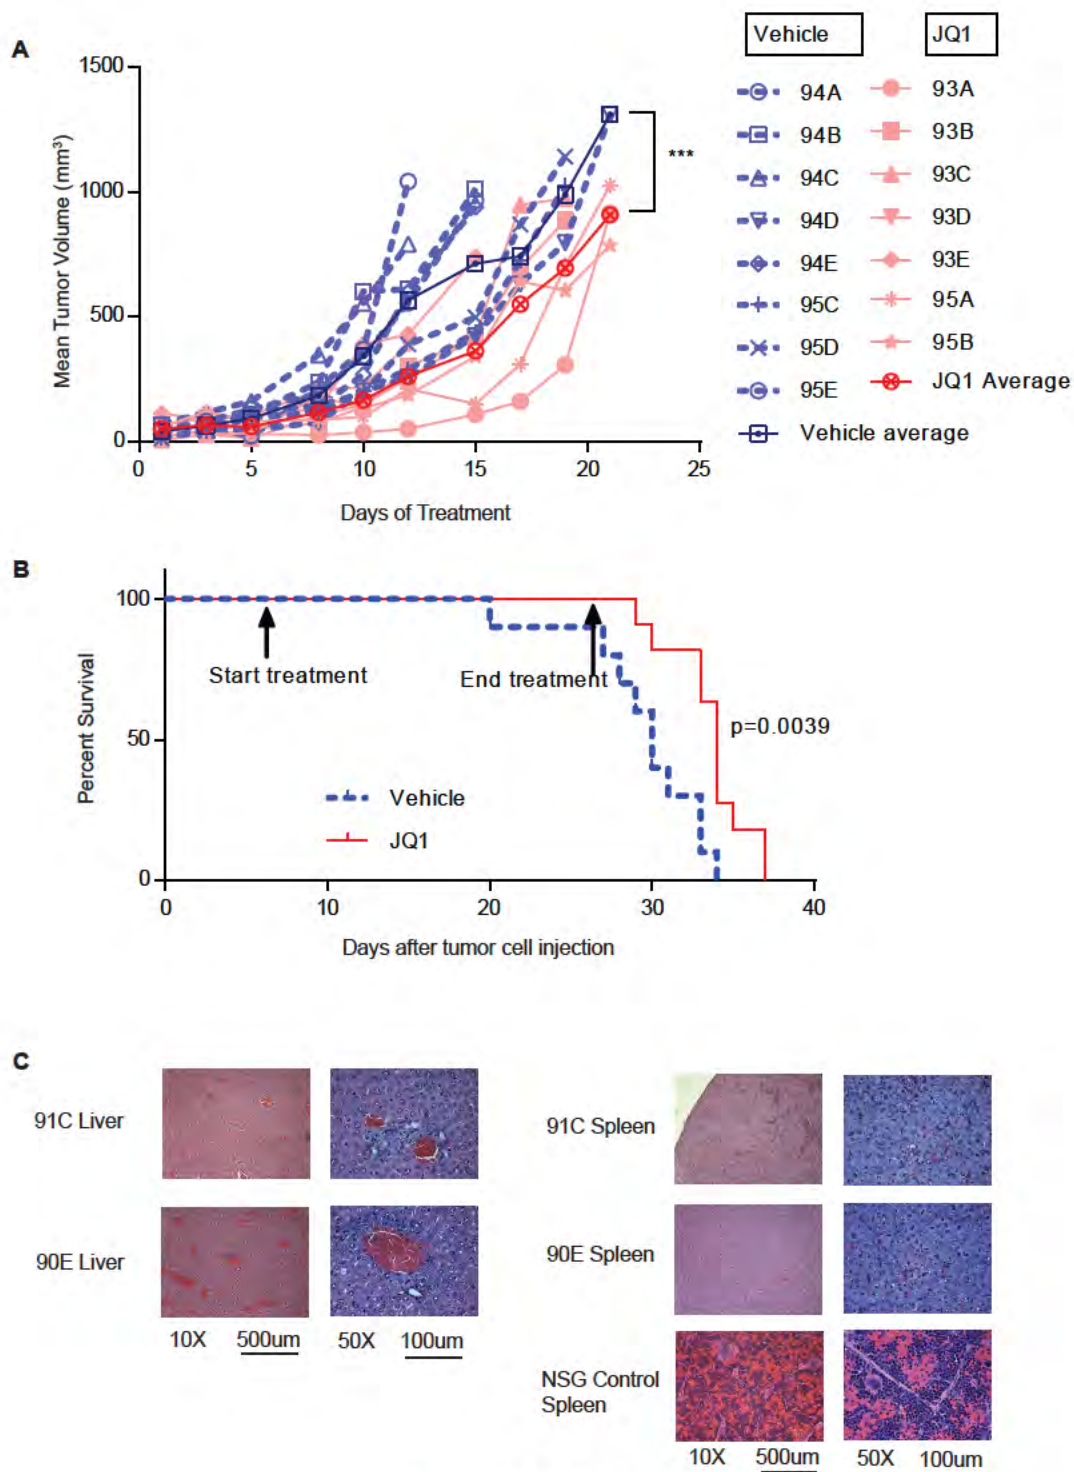 A
Vehicle
JQ1
Mean Tumor Volume (mm³)
1500
1000
500
0
0 5 10 15 20 25
Days of Treatment
***
94A
94B
94C
94D
94E
95C
95D
95E
Vehicle average
93A
93B
93C
93D
93E
95A
95B
JQ1 Average
B
Percent Survival
100
50
0
0 10 20 30 40
Start treatment
End treatment
p=0.0039
Vehicle
JQ1
Days after tumor cell injection
C
91C Liver
90E Liver
10X 500um 50X 100um
91C Spleen
90E Spleen
NSG Control
Spleen
10X 500um 50X 100um